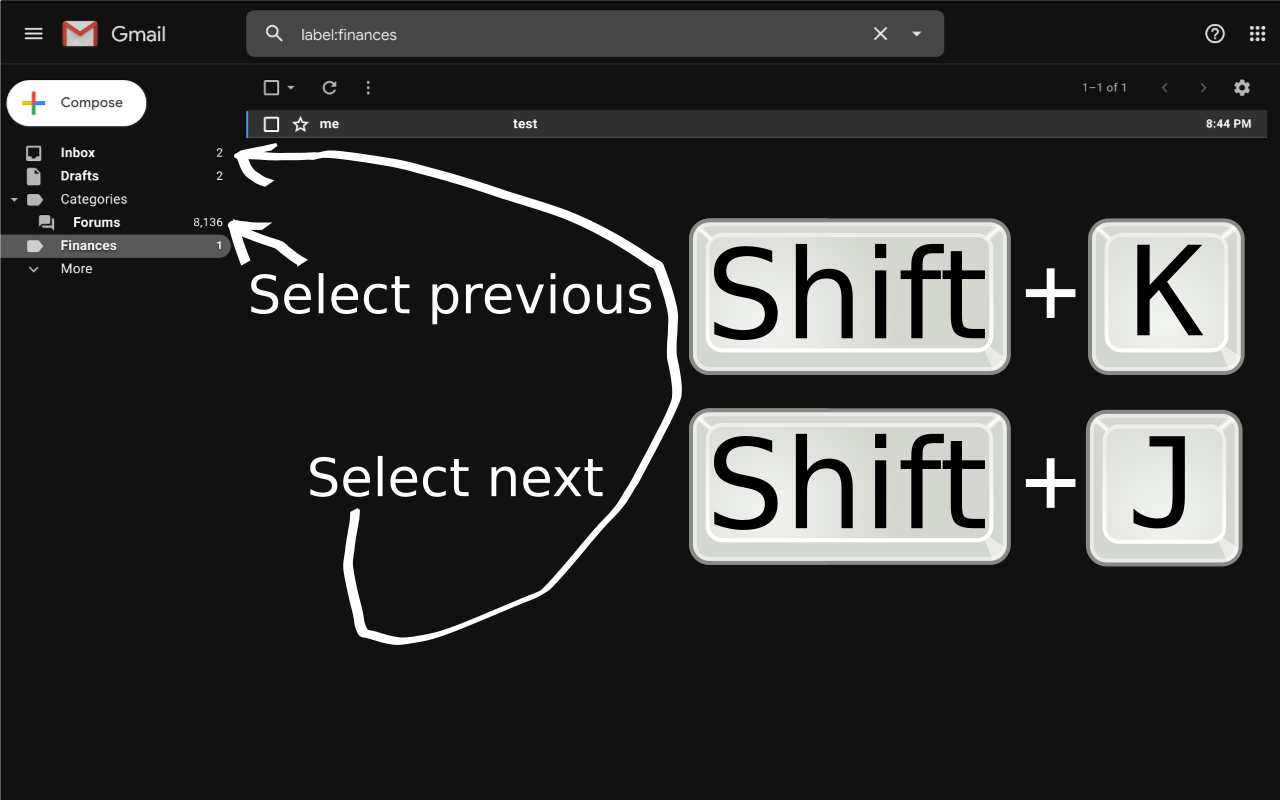 Gmail
label:finances
Compose
1–1 of 1
me test 8:44 PM
Inbox 2
Drafts 2
Categories
Forums 8,136
Finances 1
More
Select previous
Shift + K
Select next
Shift + J